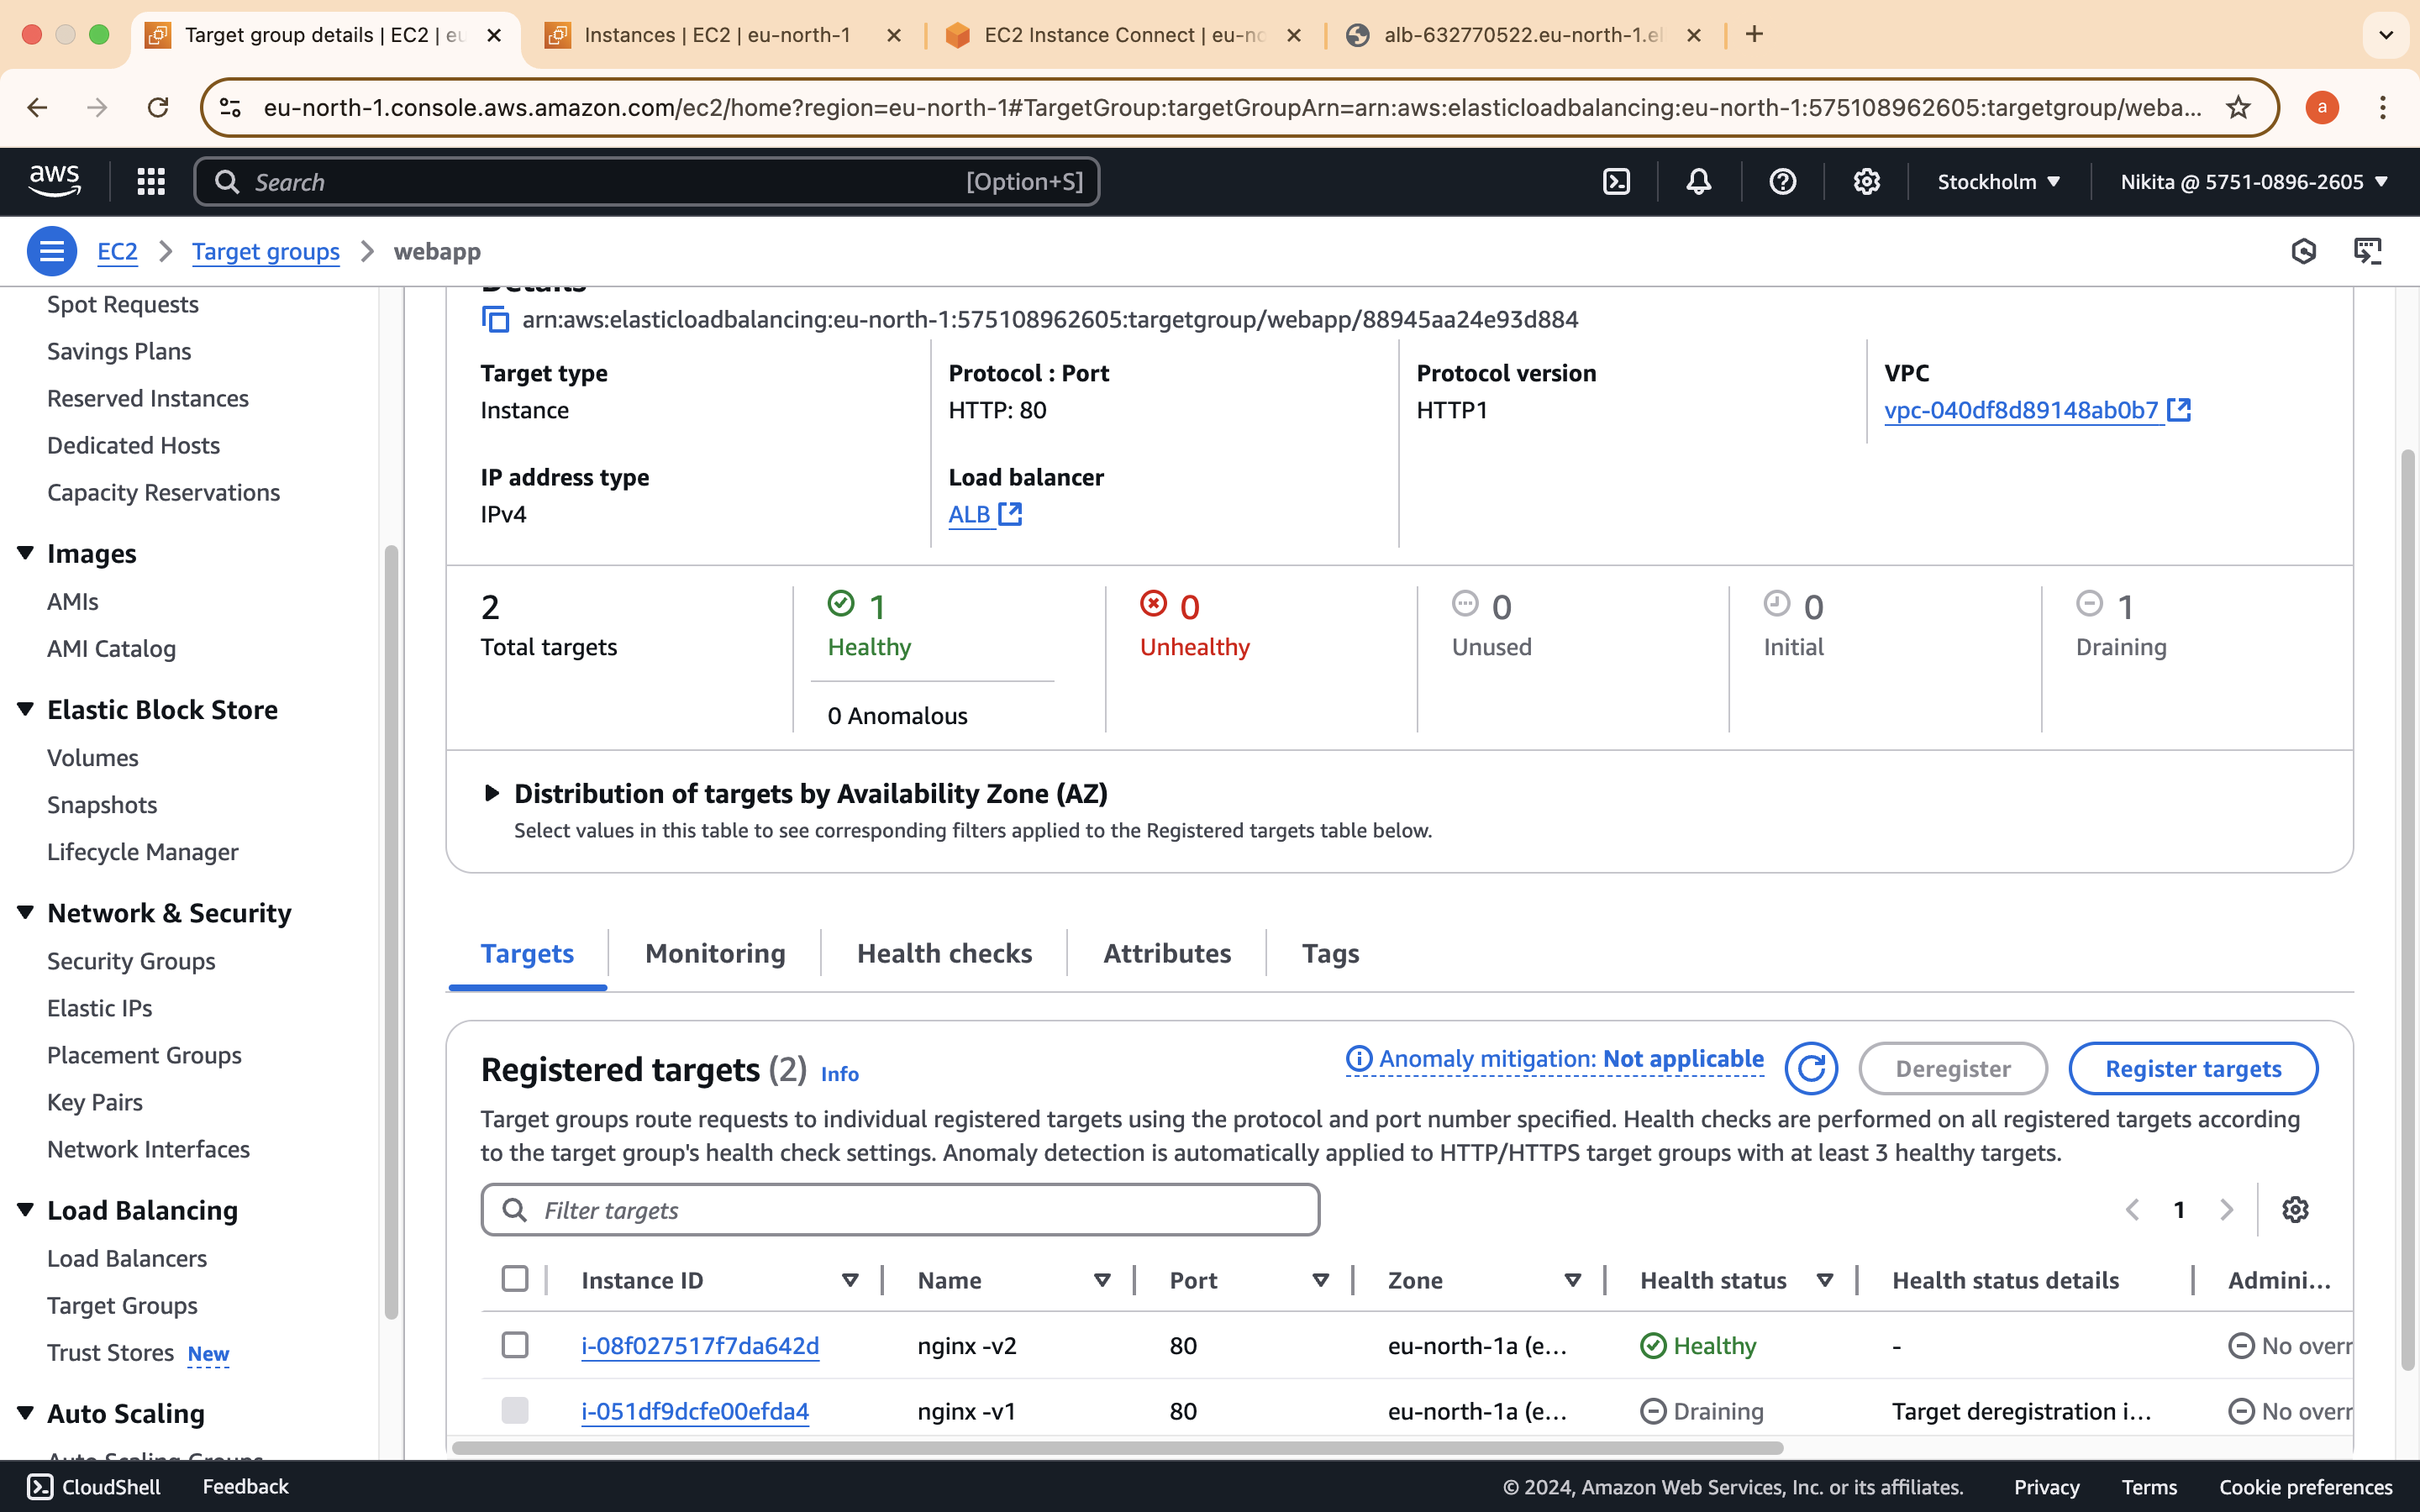 Target group details | EC2 | eu
Instances | EC2 | eu-north-1
EC2 Instance Connect | eu-no
alb-632770522.eu-north-1.el
eu-north-1.console.aws.amazon.com/ec2/home?region=eu-north-1#TargetGroup:targetGroupArn=arn:aws:elasticloadbalancing:eu-north-1:575108962605:targetgroup/weba...
a
aws
Search
[Option+S]
Stockholm
Nikita @ 5751-0896-2605
EC2
Target groups
webapp
Spot Requests
Savings Plans
Reserved Instances
Dedicated Hosts
Capacity Reservations
Images
AMIs
AMI Catalog
Elastic Block Store
Volumes
Snapshots
Lifecycle Manager
Network & Security
Security Groups
Elastic IPs
Placement Groups
Key Pairs
Network Interfaces
Load Balancing
Load Balancers
Target Groups
Trust Stores New
Auto Scaling
Auto Scaling Groups
Details
arn:aws:elasticloadbalancing:eu-north-1:575108962605:targetgroup/webapp/88945aa24e93d884
Target type
Instance
Protocol : Port
HTTP: 80
Protocol version
HTTP1
VPC
vpc-040df8d89148ab0b7
IP address type
IPv4
Load balancer
ALB
2
Total targets
1
Healthy
0 Anomalous
0
Unhealthy
0
Unused
0
Initial
1
Draining
Distribution of targets by Availability Zone (AZ)
Select values in this table to see corresponding filters applied to the Registered targets table below.
Targets
Monitoring
Health checks
Attributes
Tags
Registered targets (2) Info
Anomaly mitigation: Not applicable
Deregister
Register targets
Target groups route requests to individual registered targets using the protocol and port number specified. Health checks are performed on all registered targets according
to the target group's health check settings. Anomaly detection is automatically applied to HTTP/HTTPS target groups with at least 3 healthy targets.
Filter targets
1
Instance ID
Name
Port
Zone
Health status
Health status details
Admini...
i-08f027517f7da642d
nginx -v2
80
eu-north-1a (e...
Healthy
-
No overr
i-051df9dcfe00efda4
nginx -v1
80
eu-north-1a (e...
Draining
Target deregistration i...
No overr
CloudShell
Feedback
© 2024, Amazon Web Services, Inc. or its affiliates.
Privacy
Terms
Cookie preferences